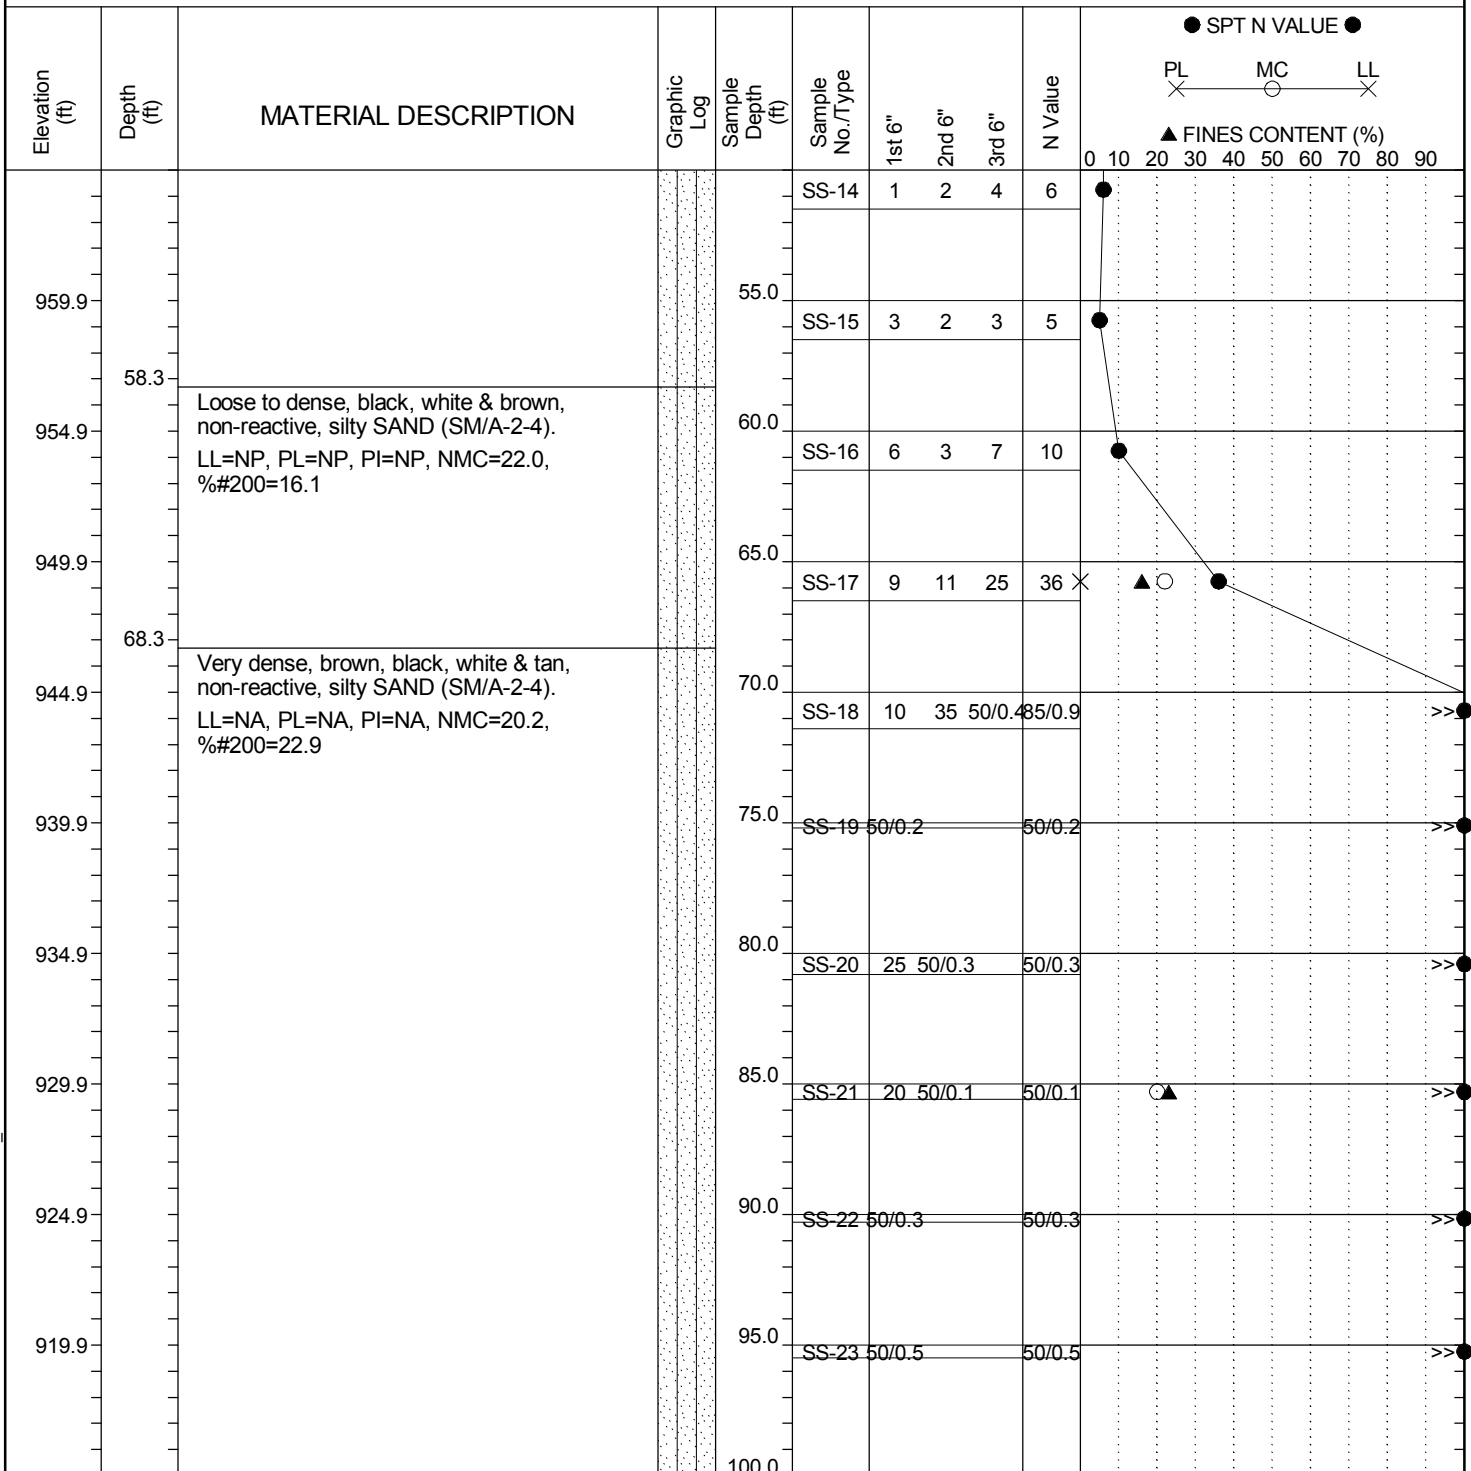 ● SPT N VALUE ●
PL MC LL
▲ FINES CONTENT (%)
0 10 20 30 40 50 60 70 80 90
Elevation (ft)
Depth (ft)
MATERIAL DESCRIPTION
Graphic Log
Sample Depth (ft)
Sample No./Type
1st 6"
2nd 6"
3rd 6"
N Value
SS-14 1 2 4 6
959.9 55.0
SS-15 3 2 3 5
58.3
Loose to dense, black, white & brown,
non-reactive, silty SAND (SM/A-2-4).
954.9 60.0
LL=NP, PL=NP, PI=NP, NMC=22.0,
%#200=16.1
SS-16 6 3 7 10
949.9 65.0
SS-17 9 11 25 36
68.3
Very dense, brown, black, white & tan,
non-reactive, silty SAND (SM/A-2-4).
944.9 70.0
LL=NA, PL=NA, PI=NA, NMC=20.2,
%#200=22.9
SS-18 10 35 50/0.4 85/0.9 >>
939.9 75.0
SS-19 50/0.2 50/0.2 >>
934.9 80.0
SS-20 25 50/0.3 50/0.3 >>
929.9 85.0
SS-21 20 50/0.1 50/0.1 >>
924.9 90.0
SS-22 50/0.3 50/0.3 >>
919.9 95.0
SS-23 50/0.5 50/0.5 >>
100.0